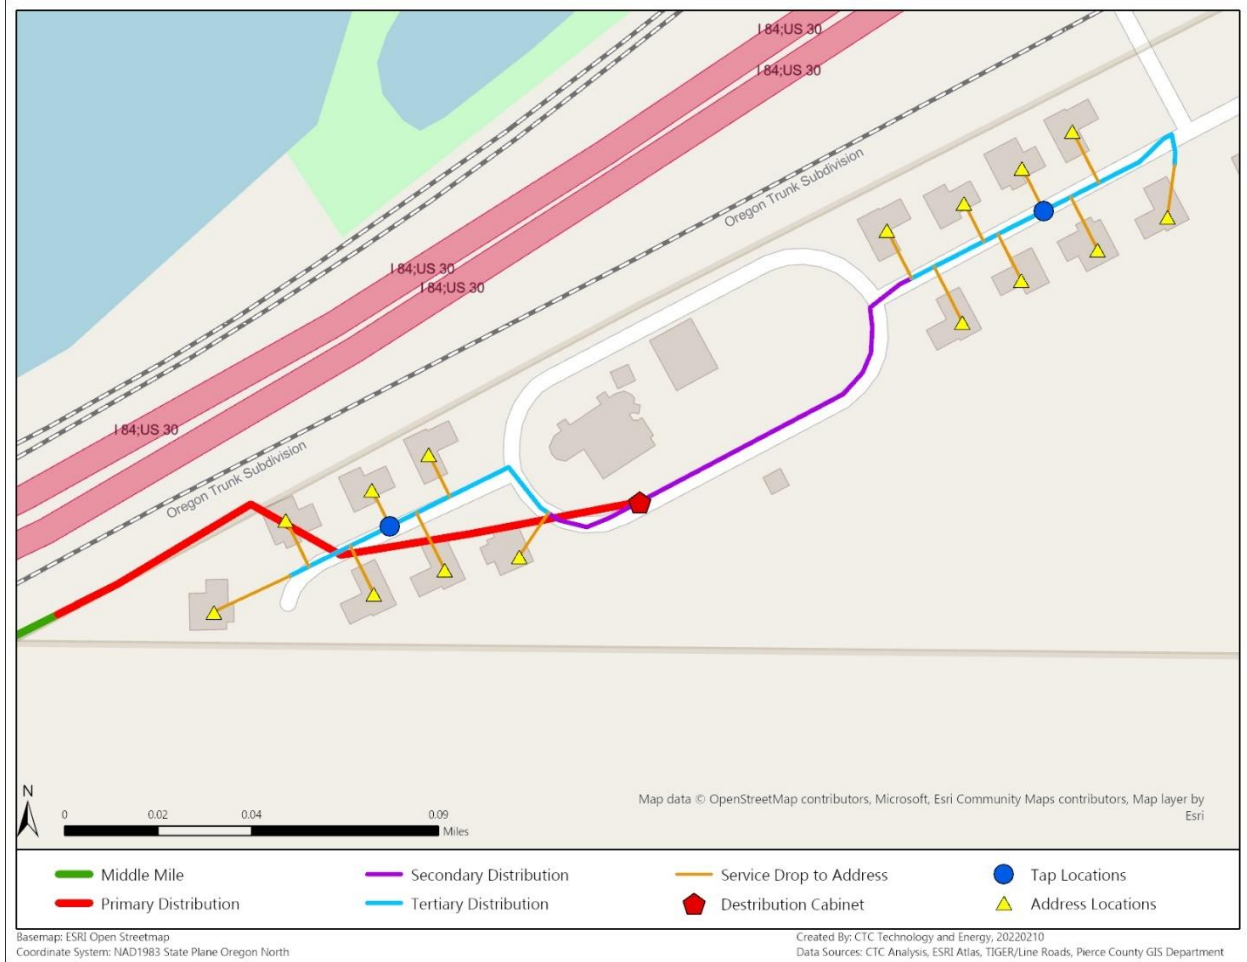 I 84;US 30
I 84;US 30
Oregon Trunk Subdivision
I 84;US 30
I 84;US 30
I 84;US 30
Oregon Trunk Subdivision
N
0 0.02 0.04 0.09
Miles
Map data © OpenStreetMap contributors, Microsoft, Esri Community Maps contributors, Map layer by
Esri
Middle Mile
Secondary Distribution
Service Drop to Address
Tap Locations
Primary Distribution
Tertiary Distribution
Destribution Cabinet
Address Locations
Basemap: ESRI Open Streetmap
Coordinate System: NAD1983 State Plane Oregon North
Created By: CTC Technology and Energy, 20220210
Data Sources: CTC Analysis, ESRI Atlas, TIGER/Line Roads, Pierce County GIS Department